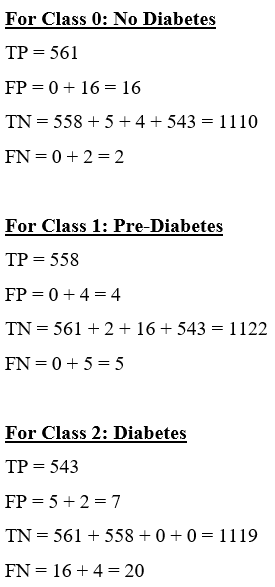 For Class 0: No Diabetes
TP = 561
FP = 0 + 16 = 16
TN = 558 + 5 + 4 + 543 = 1110
FN = 0 + 2 = 2
For Class 1: Pre-Diabetes
TP = 558
FP = 0 + 4 = 4
TN = 561 + 2 + 16 + 543 = 1122
FN = 0 + 5 = 5
For Class 2: Diabetes
TP = 543
FP = 5 + 2 = 7
TN = 561 + 558 + 0 + 0 = 1119
FN = 16 + 4 = 20